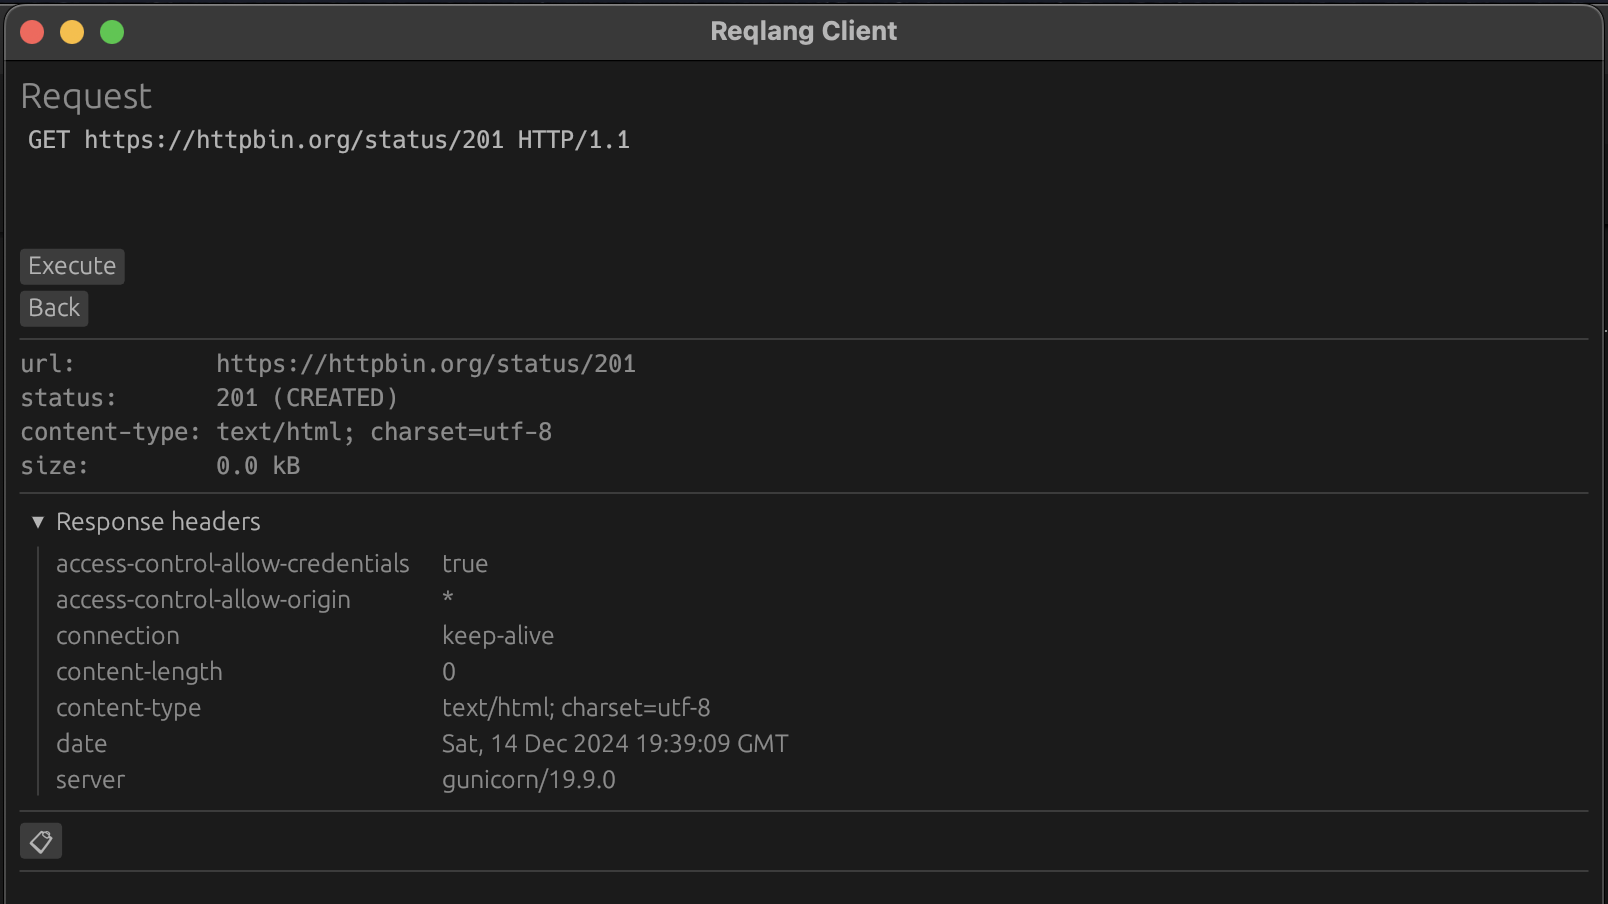 Reqlang Client
Request
GET https://httpbin.org/status/201 HTTP/1.1
Execute
Back
url: https://httpbin.org/status/201
status: 201 (CREATED)
content-type: text/html; charset=utf-8
size: 0.0 kB
▼ Response headers
access-control-allow-credentials true
access-control-allow-origin *
connection keep-alive
content-length 0
content-type text/html; charset=utf-8
date Sat, 14 Dec 2024 19:39:09 GMT
server gunicorn/19.9.0